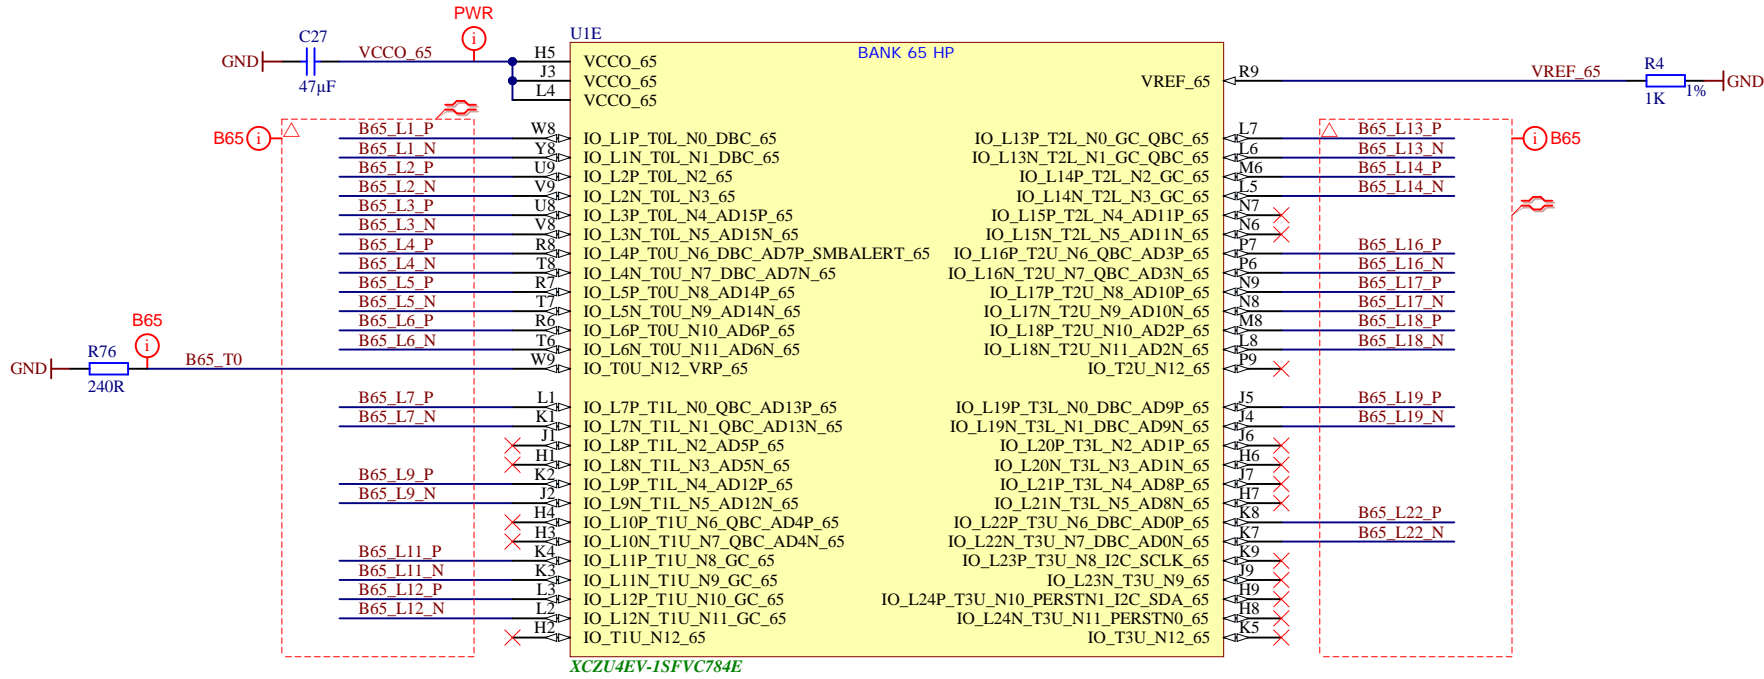 PWR
U1E
C27
GND
VCCO_65
47µF
BANK 65 HP
H5 VCCO_65
J3 VCCO_65
L4 VCCO_65
VREF_65 R9 VREF_65
R4
1K
1%
GND
B65
B65_L1_P W8 IO_L1P_T0L_N0_DBC_65
B65_L1_N Y8 IO_L1N_T0L_N1_DBC_65
B65_L2_P U9 IO_L2P_T0L_N2_65
B65_L2_N V9 IO_L2N_T0L_N3_65
B65_L3_P U8 IO_L3P_T0L_N4_AD15P_65
B65_L3_N V8 IO_L3N_T0L_N5_AD15N_65
B65_L4_P R8 IO_L4P_T0U_N6_DBC_AD7P_SMBALERT_65
B65_L4_N T8 IO_L4N_T0U_N7_DBC_AD7N_65
B65_L5_P R7 IO_L5P_T0U_N8_AD14P_65
B65_L5_N T7 IO_L5N_T0U_N9_AD14N_65
B65_L6_P R6 IO_L6P_T0U_N10_AD6P_65
B65_L6_N T6 IO_L6N_T0U_N11_AD6N_65
B65
R76
GND
240R
B65_T0 W9 IO_T0U_N12_VRP_65
B65_L7_P L1 IO_L7P_T1L_N0_QBC_AD13P_65
B65_L7_N K1 IO_L7N_T1L_N1_QBC_AD13N_65
J1 IO_L8P_T1L_N2_AD5P_65
H1 IO_L8N_T1L_N3_AD5N_65
B65_L9_P K2 IO_L9P_T1L_N4_AD12P_65
B65_L9_N J2 IO_L9N_T1L_N5_AD12N_65
H4 IO_L10P_T1U_N6_QBC_AD4P_65
H3 IO_L10N_T1U_N7_QBC_AD4N_65
B65_L11_P K4 IO_L11P_T1U_N8_GC_65
B65_L11_N K3 IO_L11N_T1U_N9_GC_65
B65_L12_P L3 IO_L12P_T1U_N10_GC_65
B65_L12_N L2 IO_L12N_T1U_N11_GC_65
H2 IO_T1U_N12_65
IO_L13P_T2L_N0_GC_QBC_65 L7 B65_L13_P
B65
IO_L13N_T2L_N1_GC_QBC_65 L6 B65_L13_N
IO_L14P_T2L_N2_GC_65 M6 B65_L14_P
IO_L14N_T2L_N3_GC_65 L5 B65_L14_N
IO_L15P_T2L_N4_AD11P_65 N7
IO_L15N_T2L_N5_AD11N_65 N6
IO_L16P_T2U_N6_QBC_AD3P_65 P7 B65_L16_P
IO_L16N_T2U_N7_QBC_AD3N_65 P6 B65_L16_N
IO_L17P_T2U_N8_AD10P_65 N9 B65_L17_P
IO_L17N_T2U_N9_AD10N_65 N8 B65_L17_N
IO_L18P_T2U_N10_AD2P_65 M8 B65_L18_P
IO_L18N_T2U_N11_AD2N_65 L8 B65_L18_N
IO_T2U_N12_65 P9
IO_L19P_T3L_N0_DBC_AD9P_65 J5 B65_L19_P
IO_L19N_T3L_N1_DBC_AD9N_65 J4 B65_L19_N
IO_L20P_T3L_N2_AD1P_65 J6
IO_L20N_T3L_N3_AD1N_65 H6
IO_L21P_T3L_N4_AD8P_65 J7
IO_L21N_T3L_N5_AD8N_65 H7
IO_L22P_T3U_N6_DBC_AD0P_65 K8 B65_L22_P
IO_L22N_T3U_N7_DBC_AD0N_65 K7 B65_L22_N
IO_L23P_T3U_N8_I2C_SCLK_65 K9
IO_L23N_T3U_N9_65 J9
IO_L24P_T3U_N10_PERSTN1_I2C_SDA_65 H9
IO_L24N_T3U_N11_PERSTN0_65 H8
IO_T3U_N12_65 K5
XCZU4EV-1SFVC784E